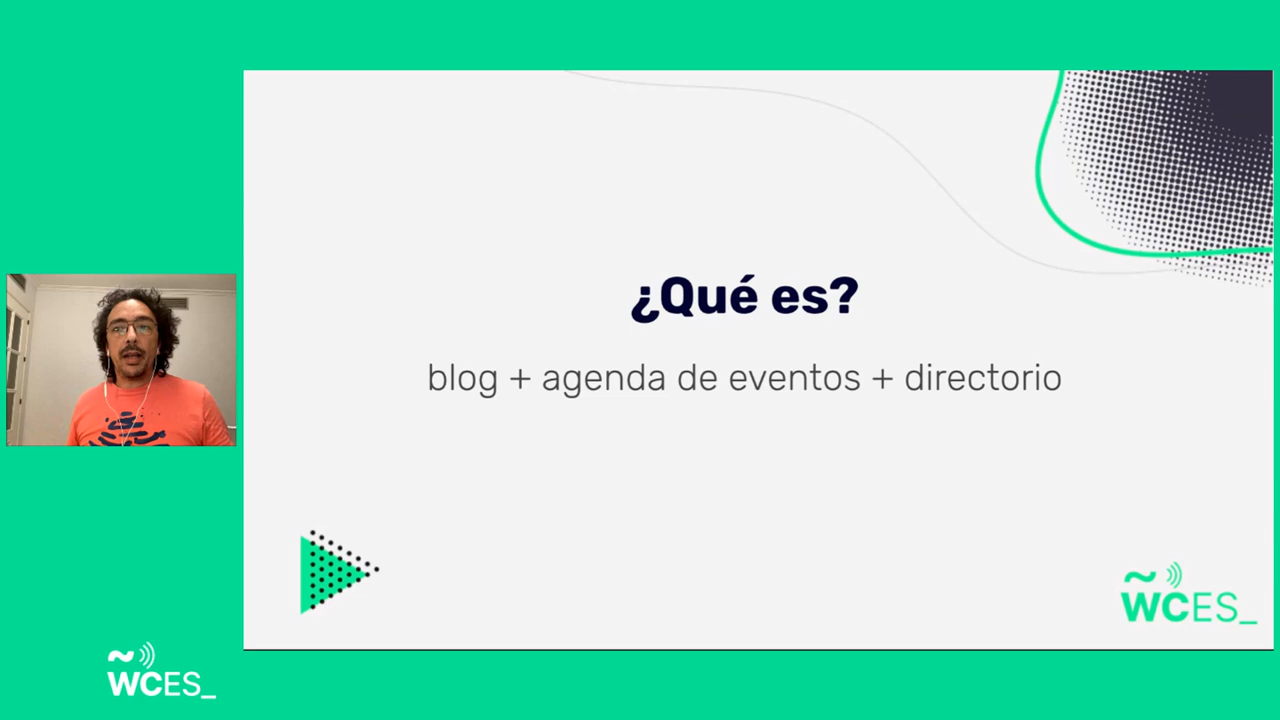 ¿Qué es?
blog + agenda de eventos + directorio
WCES_
WCES_